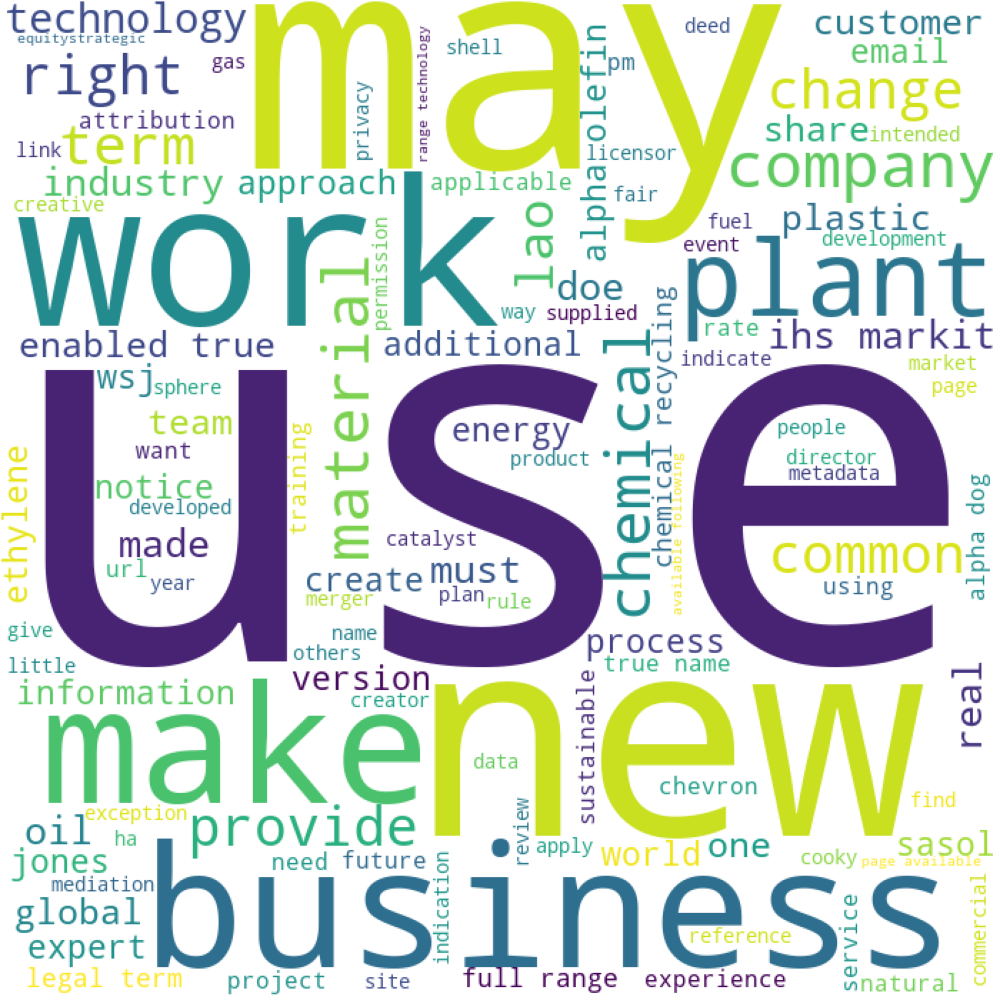 technology
equitystrategic
gas
right
attribution
link
term
industry
creative
may
privacy
range technology
shell
pm
deed
customer
email
change
share
intended
company
licensor
alphaolefin
approach
applicable
fair
work
permission
lao
doe
way
supplied
plastic
fuel
event
development
plant
rate
ihs markit
indicate
market
page
enabled true
additional
material
chemical
chemical recycling
wsj
sphere
team
want
notice
developed
made
url
year
training
ethylene
use
energy
product
catalyst
create
must
merger
plan
rule
people
director
metadata
available following
common
using
alpha dog
give
little
name
others
process
true name
information
version
creator
sustainable
real
make
new
data
chevron
find
exception
oil
ha
provide
jones
need
future
review
apply
world
one
cooky
sasol
page available
mediation
global
business
indication
expert
reference
service
commercial
legal term
project
site
full range
experience
natural